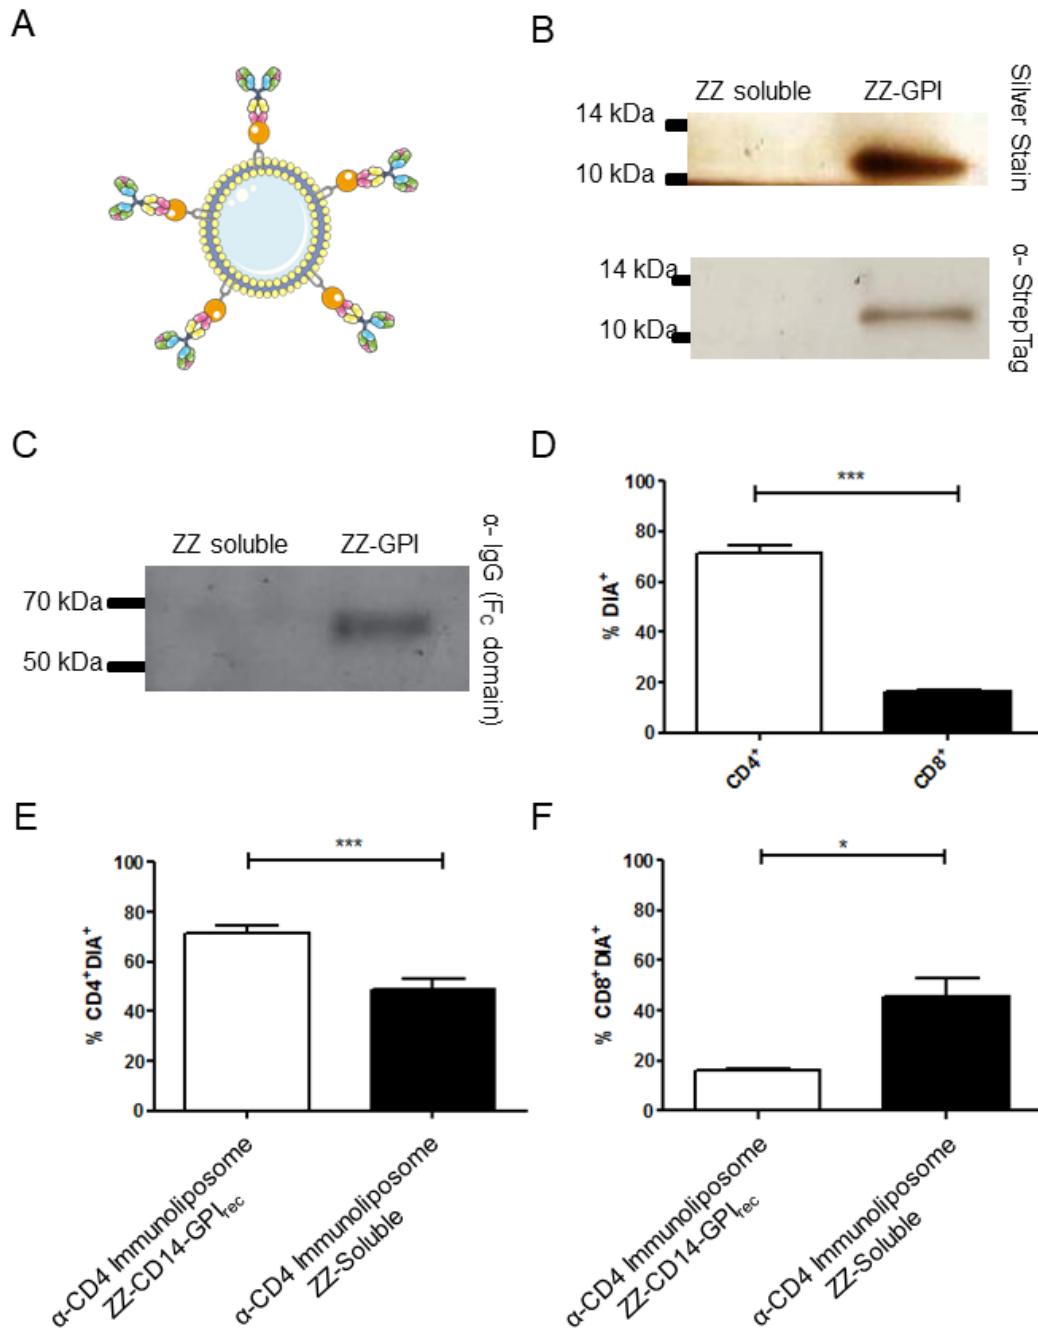 A
B
ZZ soluble ZZ-GPI
14 kDa
10 kDa
Silver Stain
14 kDa
10 kDa
α- StrepTag
C
ZZ soluble ZZ-GPI
70 kDa
50 kDa
α- IgG (Fc domain)
D
***
100
80
60
40
20
0
% DIA⁺
CD4⁺ CD8⁺
E
***
100
80
60
40
20
0
% CD4⁺DIA⁺
α-CD4 Immunoliposome
ZZ-CD14-GPIrec
α-CD4 Immunoliposome
ZZ-Soluble
F
*
100
80
60
40
20
0
% CD8⁺DIA⁺
α-CD4 Immunoliposome
ZZ-CD14-GPIrec
α-CD4 Immunoliposome
ZZ-Soluble